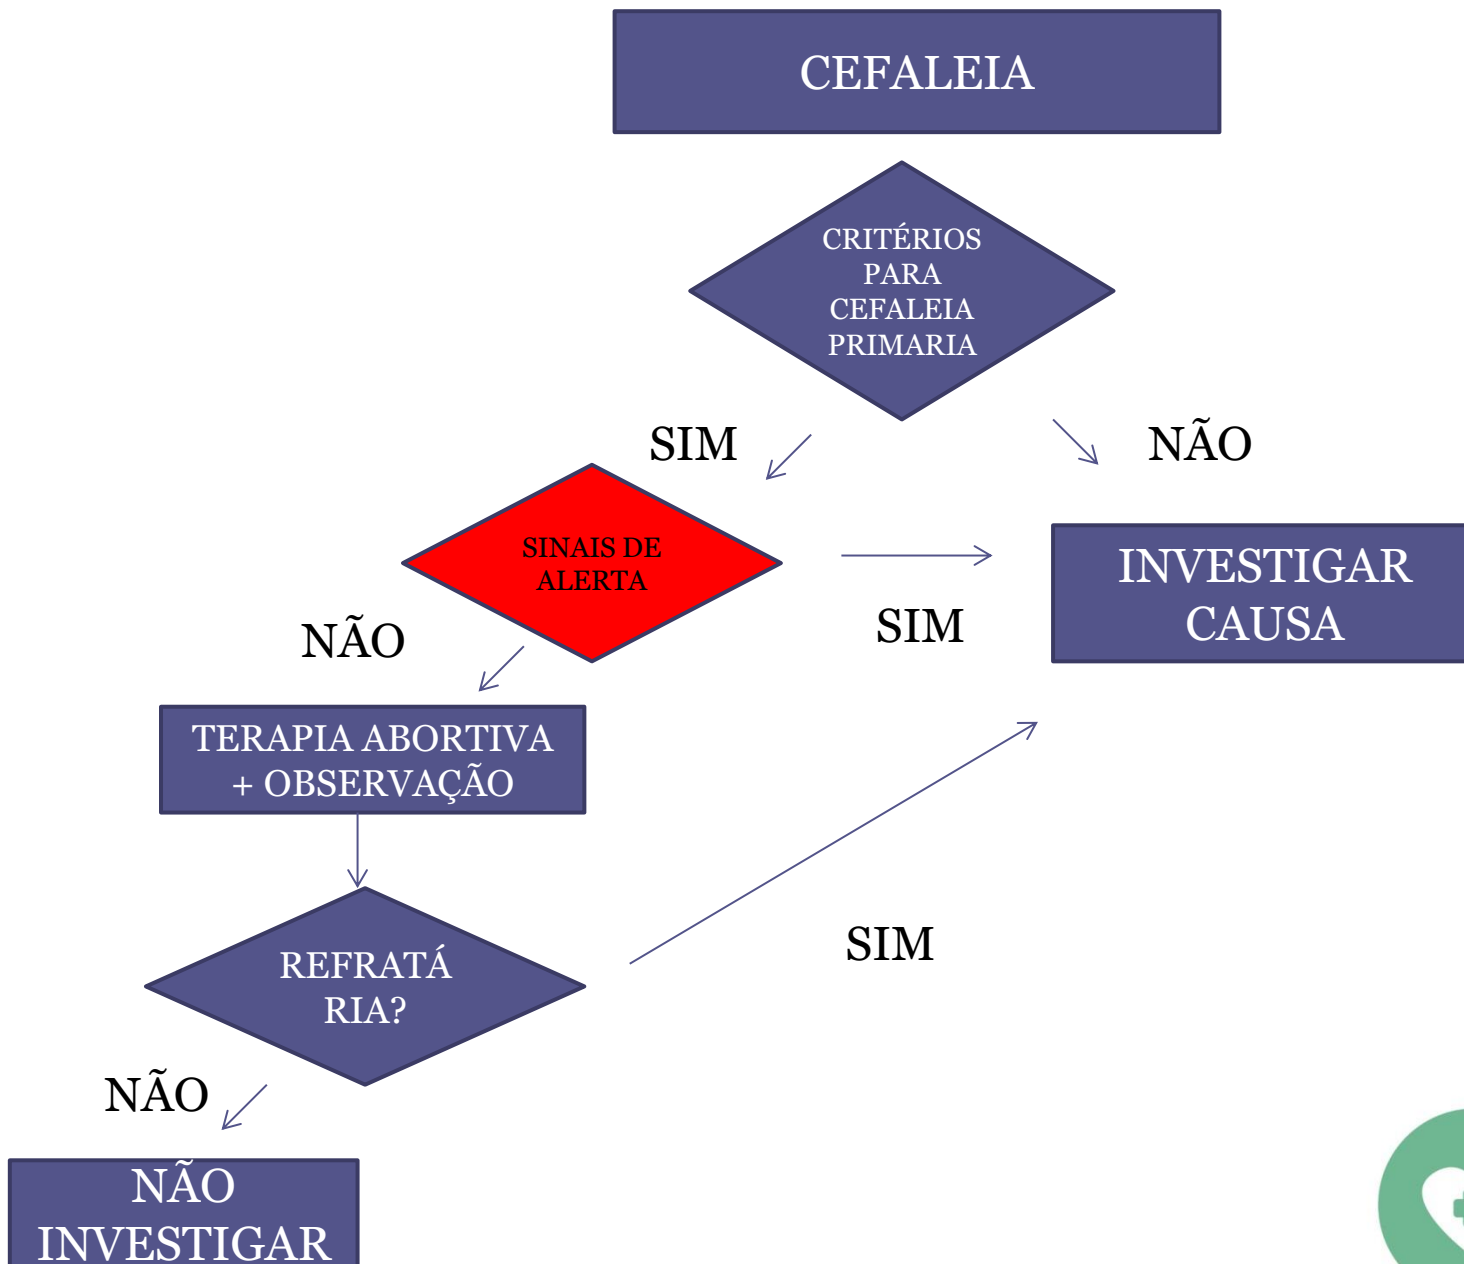 CEFALEIA
CRITÉRIOS
PARA
CEFALEIA
PRIMARIA
SIM
NÃO
SINAIS DE
ALERTA
INVESTIGAR
CAUSA
SIM
NÃO
TERAPIA ABORTIVA
+ OBSERVAÇÃO
REFRATÁ
RIA?
SIM
NÃO
NÃO
INVESTIGAR